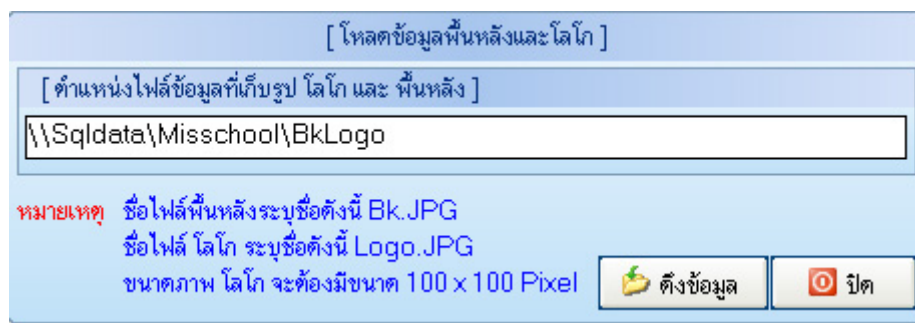 [ โหลดข้อมูลพื้นหลังและโลโก ]
[ ตำแหน่งไฟล์ข้อมูลที่เก็บรูป โลโก และ พื้นหลัง ]
\\Sqldata\Misschool\BkLogo
หมายเหตุ ชื่อไฟล์พื้นหลังระบุชื่อดังนี้ Bk.JPG
ชื่อไฟล์ โลโก ระบุชื่อดังนี้ Logo.JPG
ขนาดภาพ โลโก จะต้องมีขนาด 100 x 100 Pixel
ดึงข้อมูล ปิด